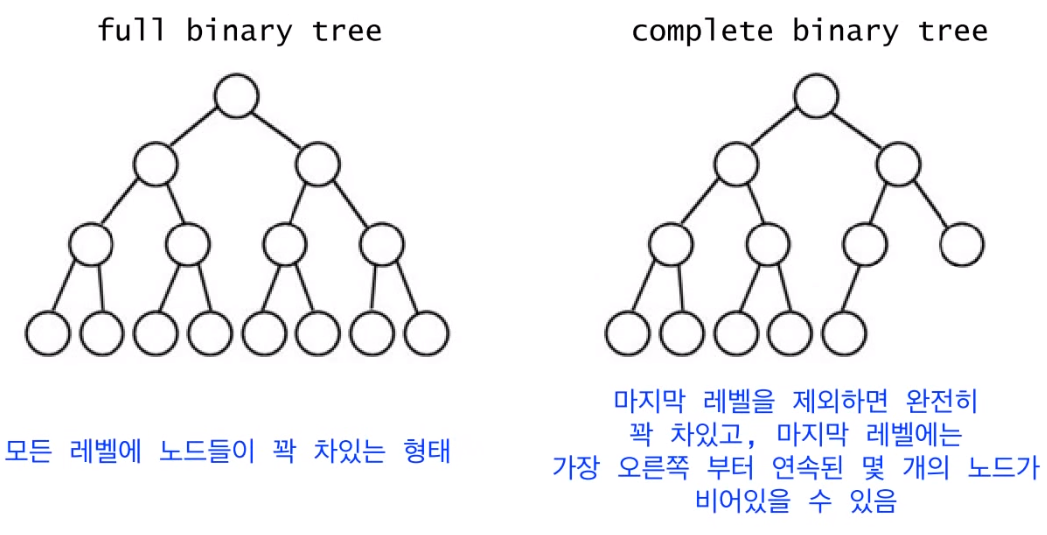 full binary tree
complete binary tree
모든 레벨에 노드들이 꽉 차있는 형태
마지막 레벨을 제외하면 완전히
꽉 차있고, 마지막 레벨에는
가장 오른쪽 부터 연속된 몇 개의 노드가
비어있을 수 있음